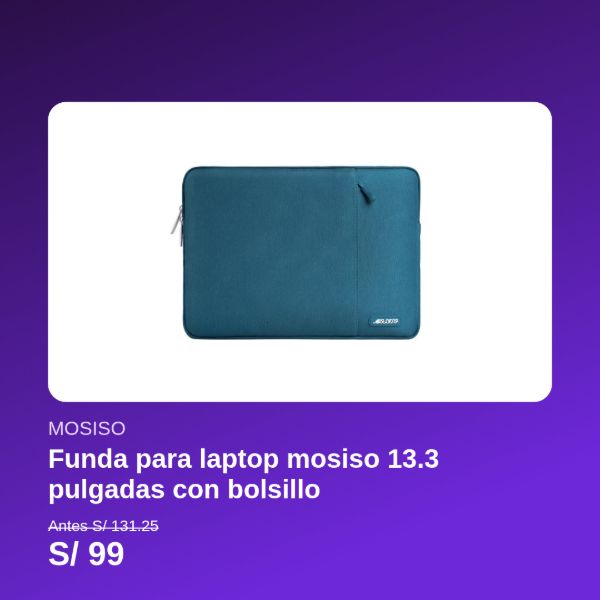 MOSISO
Funda para laptop mosiso 13.3
pulgadas con bolsillo
Antes S/ 131.25
S/ 99